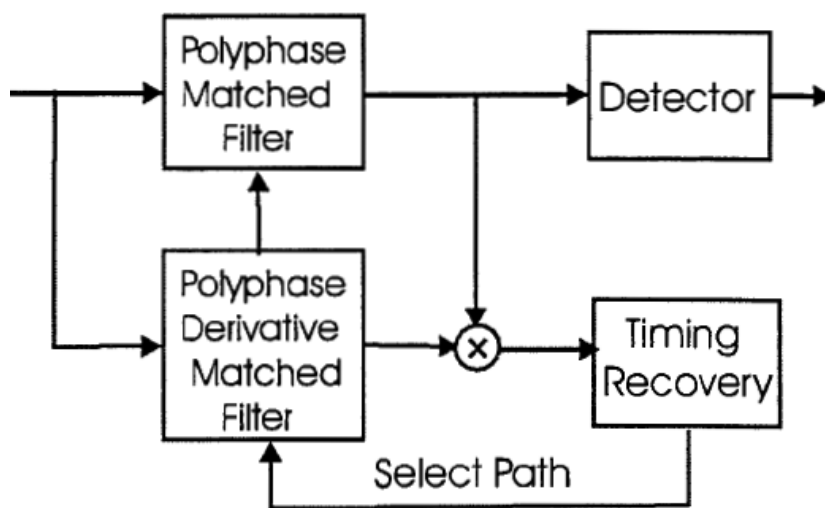 Polyphase
Matched
Filter
Detector
Polyphase
Derivative
Matched
Filter
Timing
Recovery
Select Path